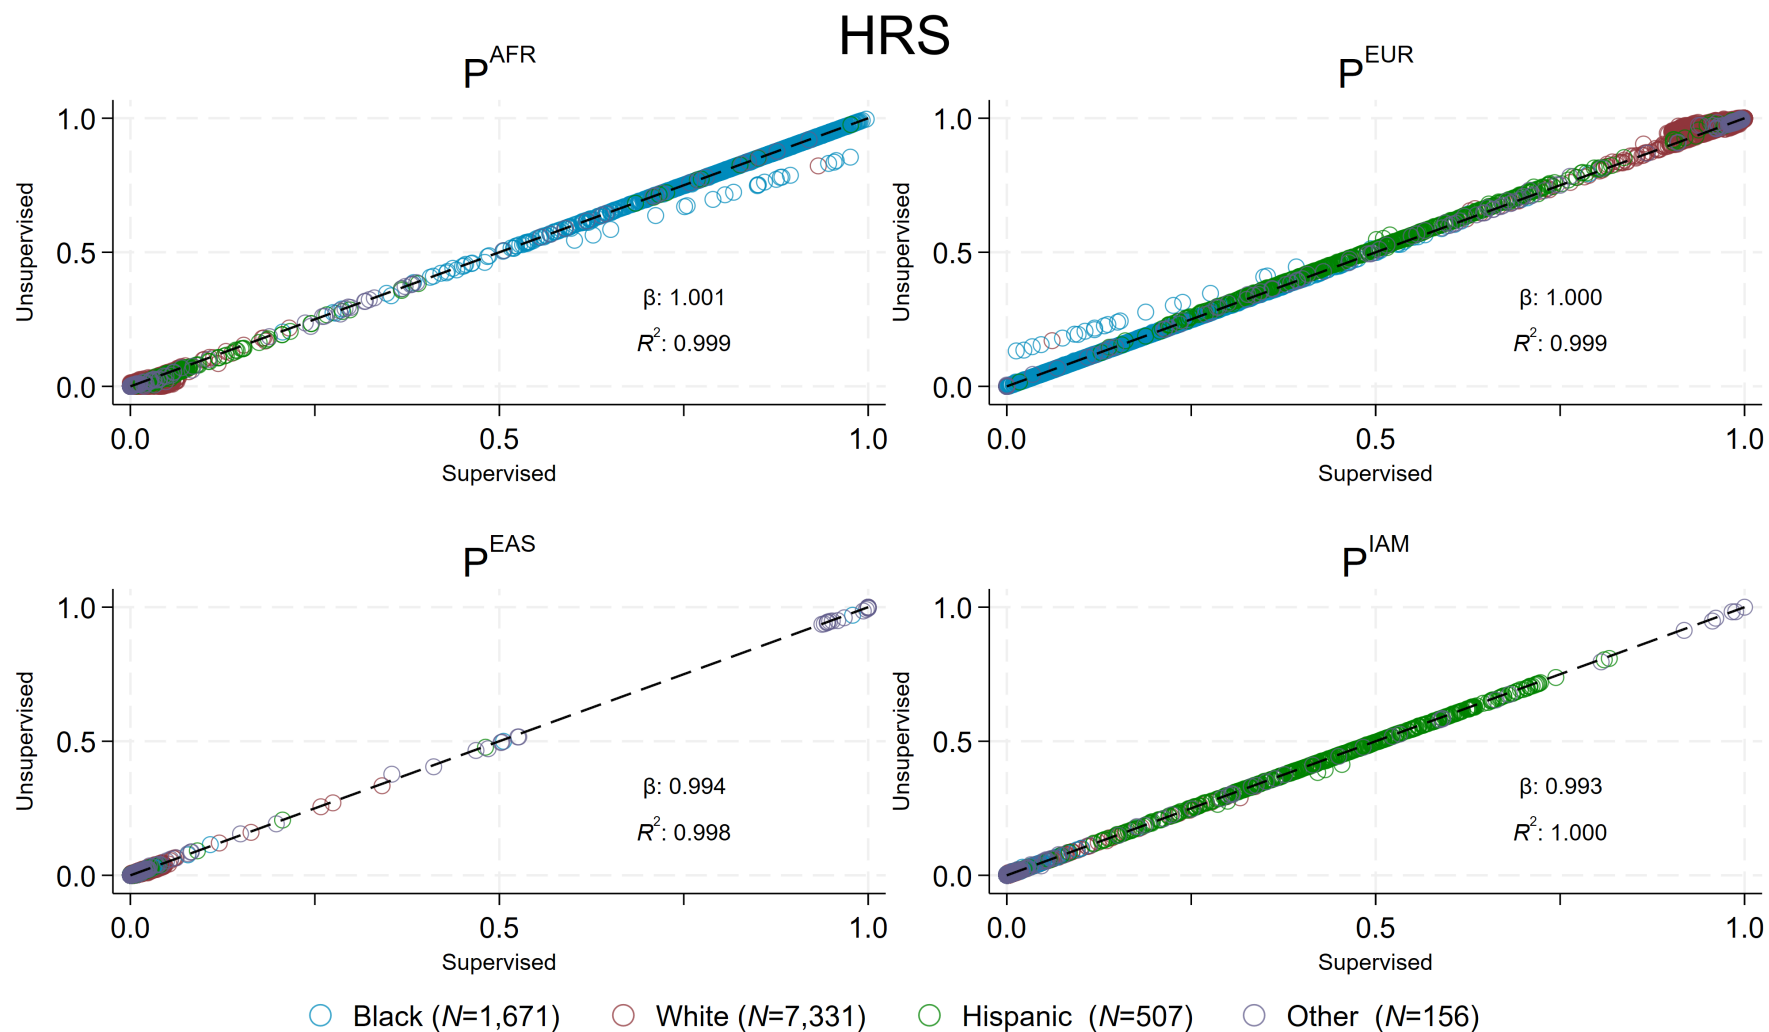 HRS
P^AFR
Unsupervised
1.0
0.5
0.0
β: 1.001
R²: 0.999
0.0 0.5 1.0
Supervised
P^EUR
Unsupervised
1.0
0.5
0.0
β: 1.000
R²: 0.999
0.0 0.5 1.0
Supervised
P^EAS
Unsupervised
1.0
0.5
0.0
β: 0.994
R²: 0.998
0.0 0.5 1.0
Supervised
P^IAM
Unsupervised
1.0
0.5
0.0
β: 0.993
R²: 1.000
0.0 0.5 1.0
Supervised
Black (N=1,671) White (N=7,331) Hispanic (N=507) Other (N=156)